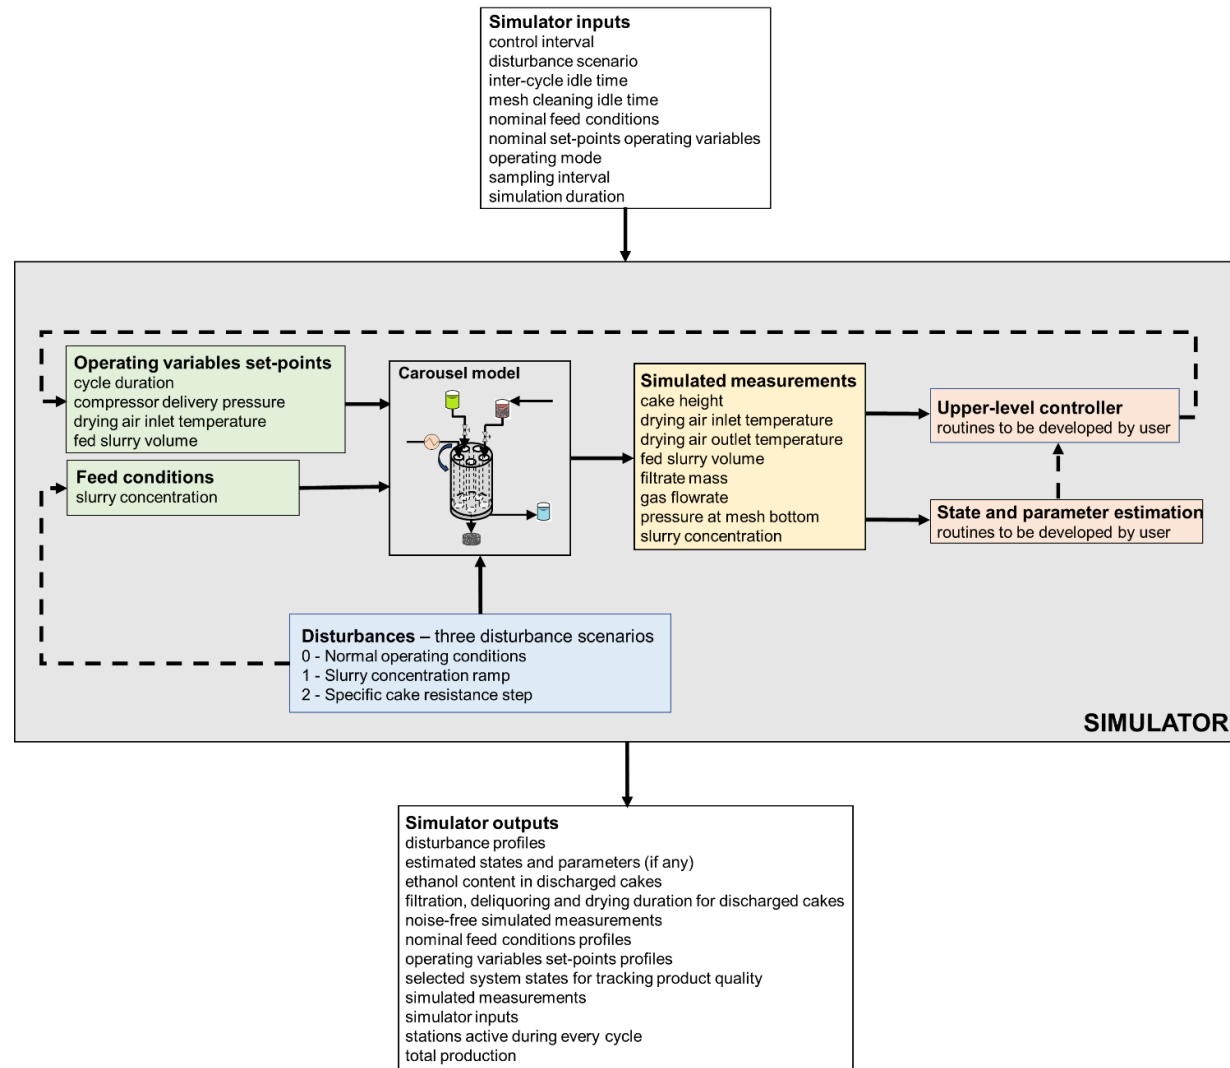 Simulator inputs
control interval
disturbance scenario
inter-cycle idle time
mesh cleaning idle time
nominal feed conditions
nominal set-points operating variables
operating mode
sampling interval
simulation duration
Operating variables set-points
cycle duration
compressor delivery pressure
drying air inlet temperature
fed slurry volume
Feed conditions
slurry concentration
Carousel model
Simulated measurements
cake height
drying air inlet temperature
drying air outlet temperature
fed slurry volume
filtrate mass
gas flowrate
pressure at mesh bottom
slurry concentration
Upper-level controller
routines to be developed by user
State and parameter estimation
routines to be developed by user
Disturbances – three disturbance scenarios
0 - Normal operating conditions
1 - Slurry concentration ramp
2 - Specific cake resistance step
SIMULATOR
Simulator outputs
disturbance profiles
estimated states and parameters (if any)
ethanol content in discharged cakes
filtration, deliquoring and drying duration for discharged cakes
noise-free simulated measurements
nominal feed conditions profiles
operating variables set-points profiles
selected system states for tracking product quality
simulated measurements
simulator inputs
stations active during every cycle
total production